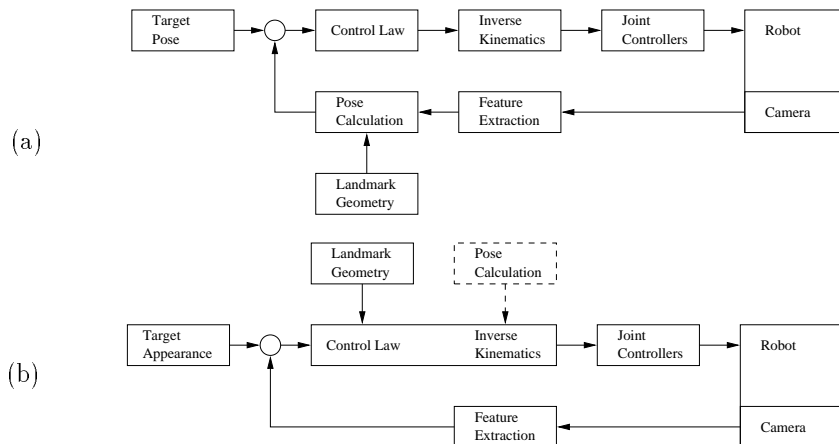 Target
Pose
Control Law
Inverse
Kinematics
Joint
Controllers
Robot
Pose
Calculation
Feature
Extraction
Camera
(a)
Landmark
Geometry
Landmark
Geometry
Pose
Calculation
Target
Appearance
Control Law
Inverse
Kinematics
Joint
Controllers
Robot
(b)
Feature
Extraction
Camera